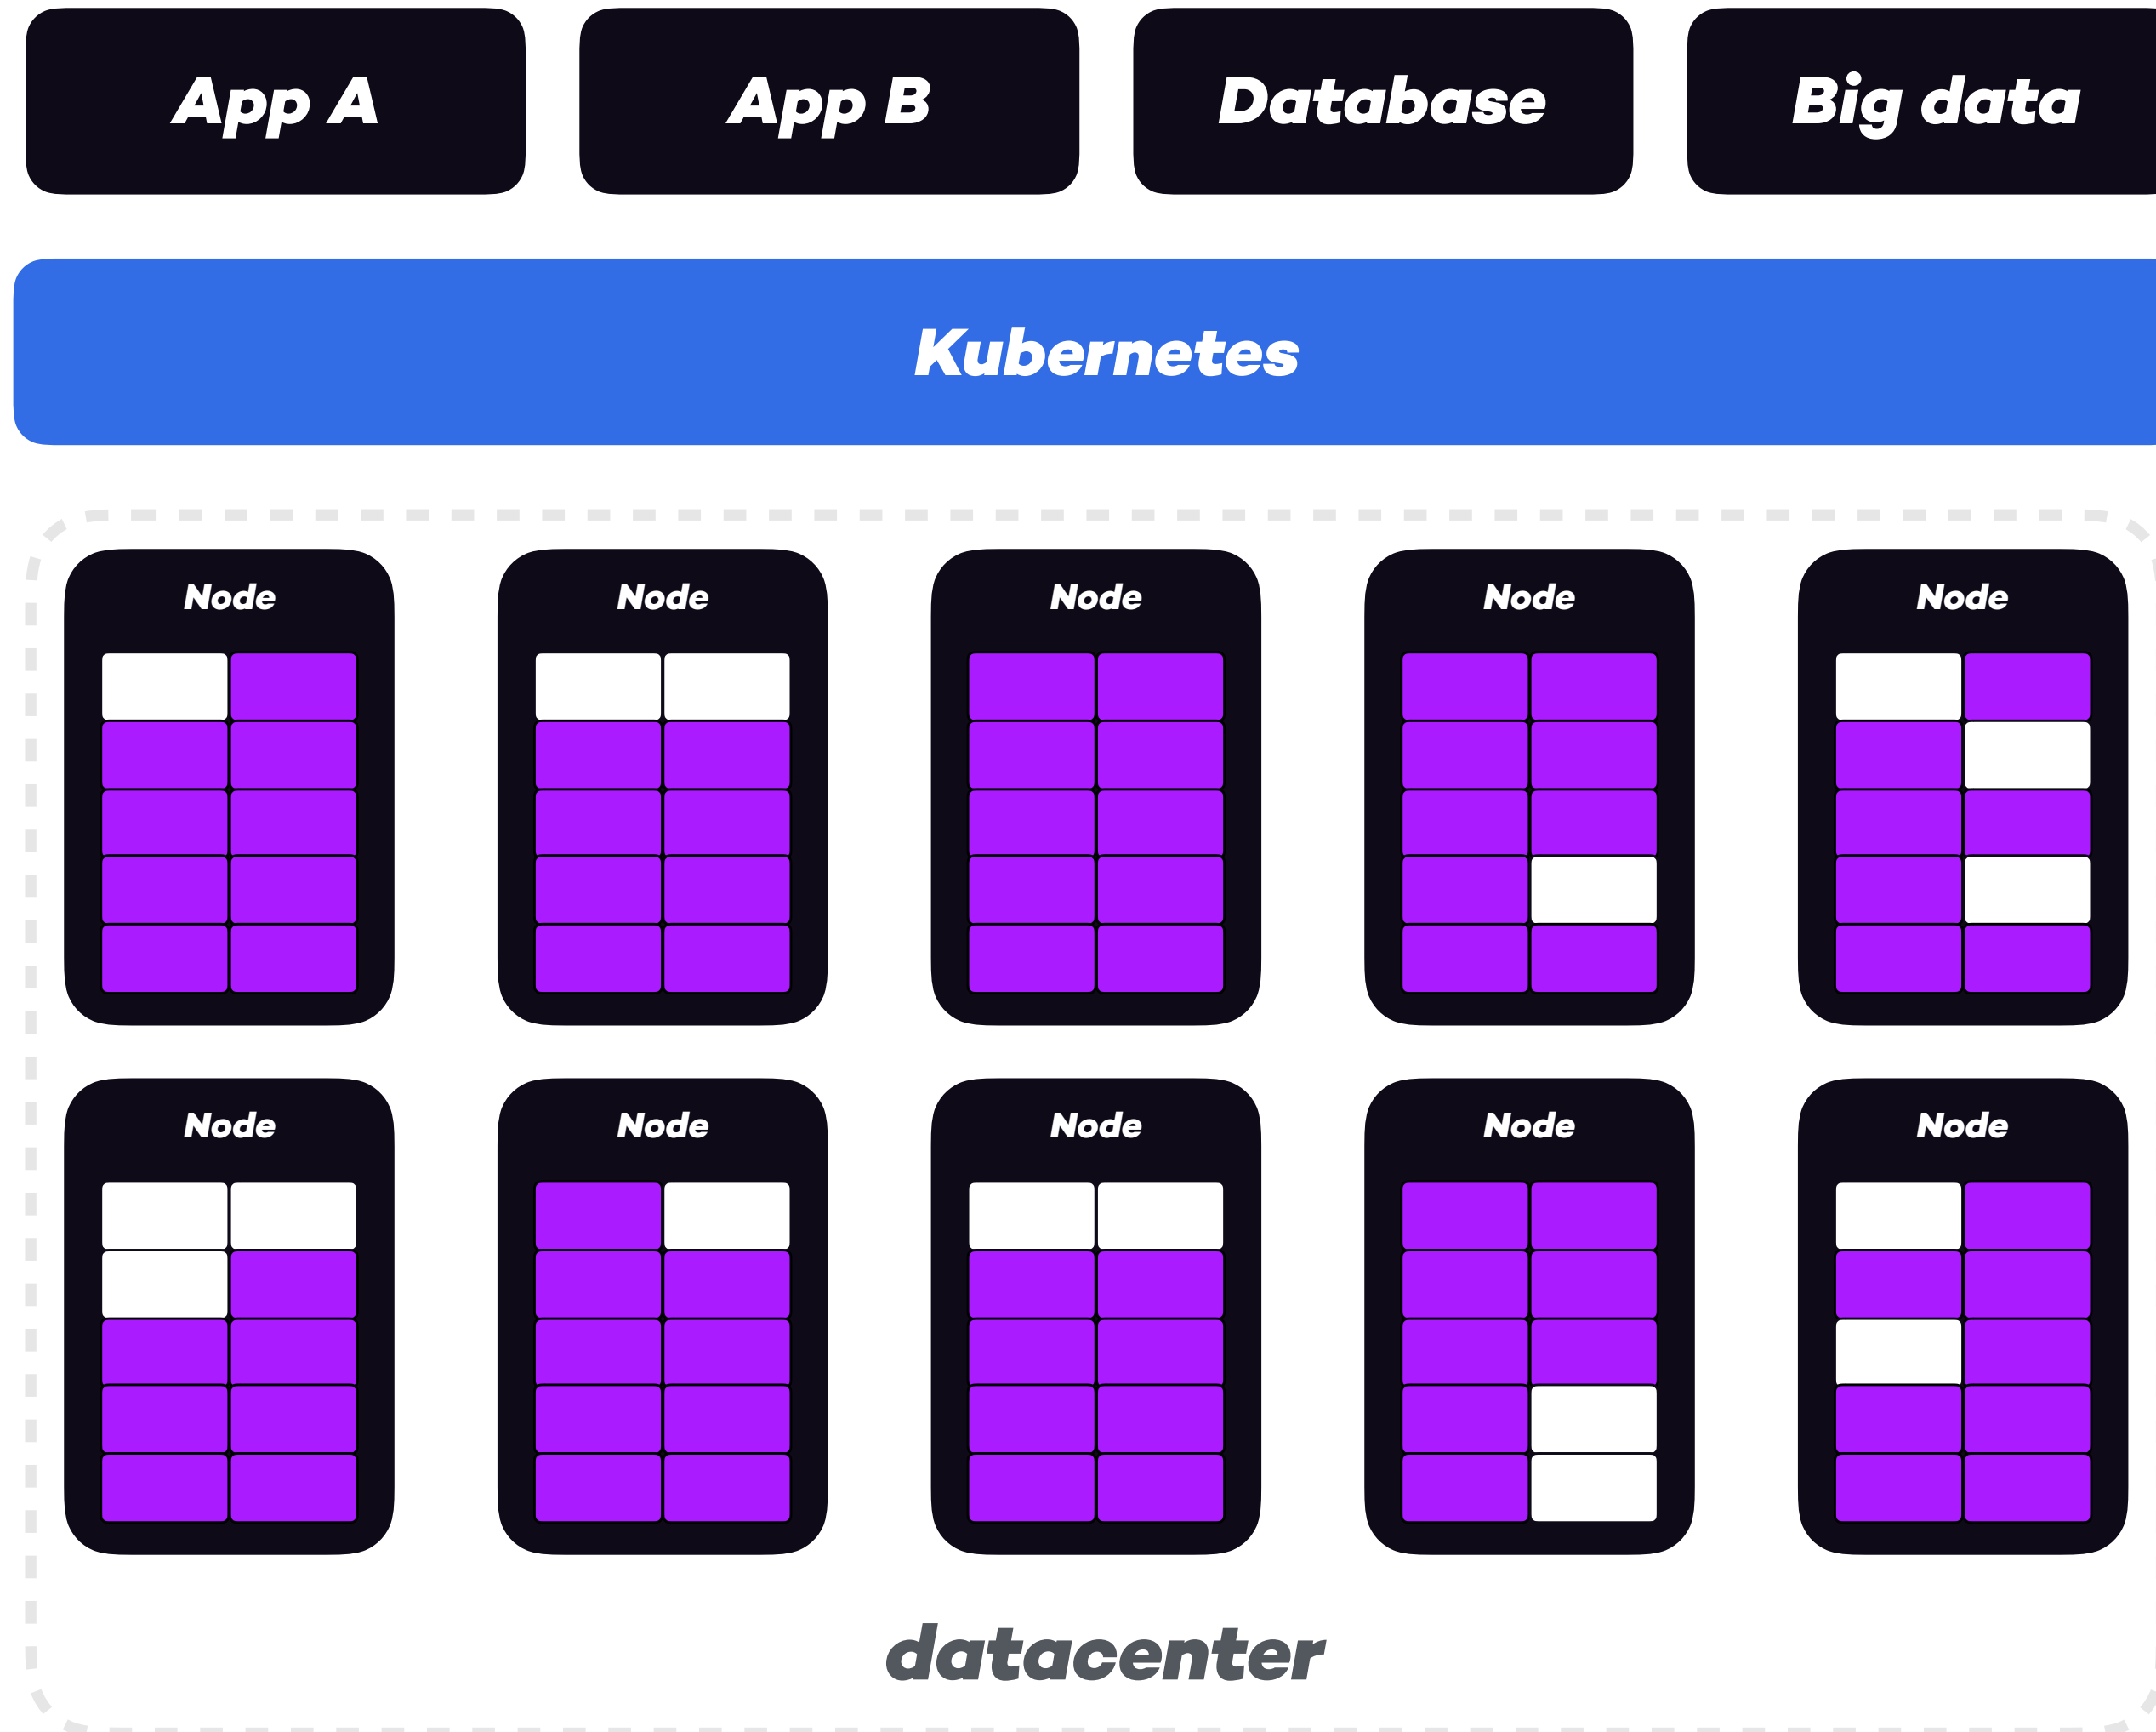 App A
App B
Database
Big data
Kubernetes
Node
Node
Node
Node
Node
Node
Node
Node
Node
Node
datacenter